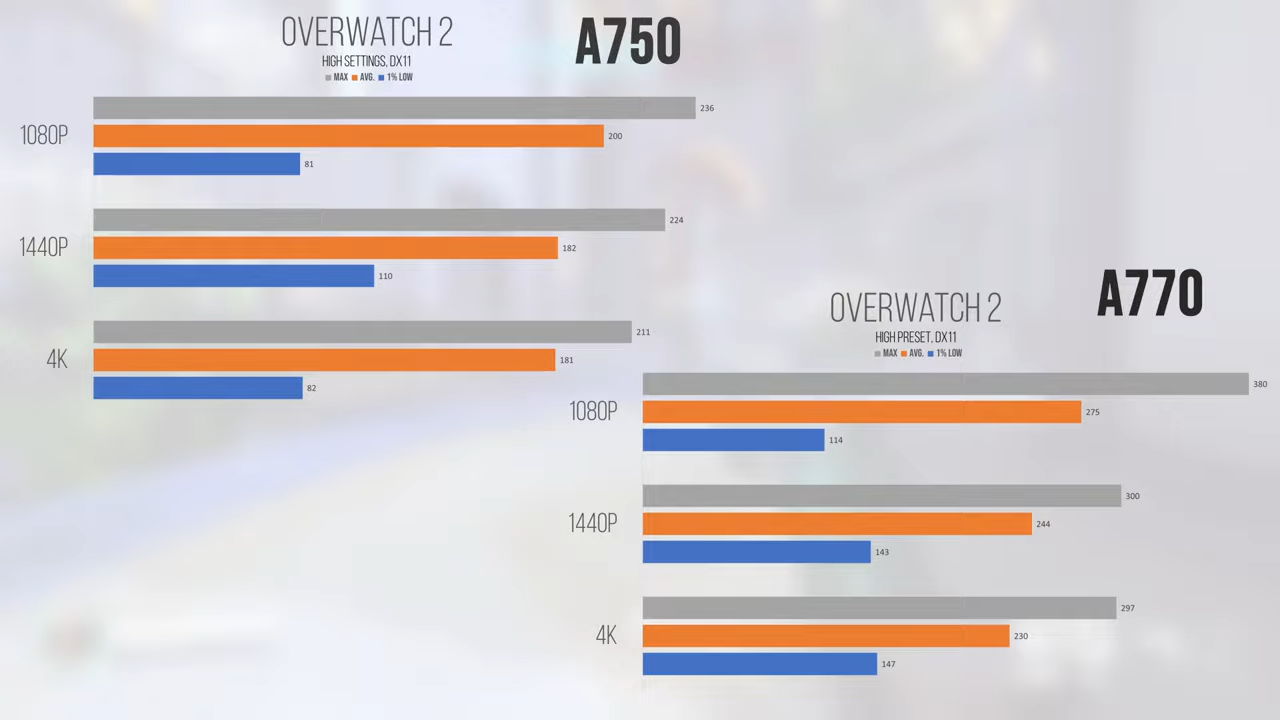 OVERWATCH 2
A750
HIGH SETTINGS, DX11
MAX AVG. 1% LOW
1080P
236
200
81
1440P
224
182
110
4K
211
181
82
OVERWATCH 2
A770
HIGH PRESET, DX11
MAX AVG. 1% LOW
1080P
380
275
114
1440P
300
244
143
4K
297
230
147